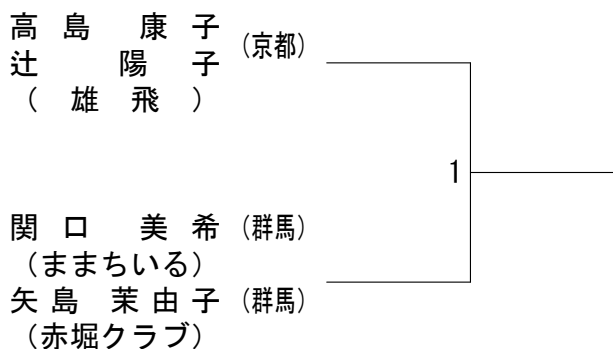 高島 康子
辻 陽子 (京都)
(雄飛)
1
関口 美希 (群馬)
(ままちいる)
矢島 茉由子 (群馬)
(赤堀クラブ)